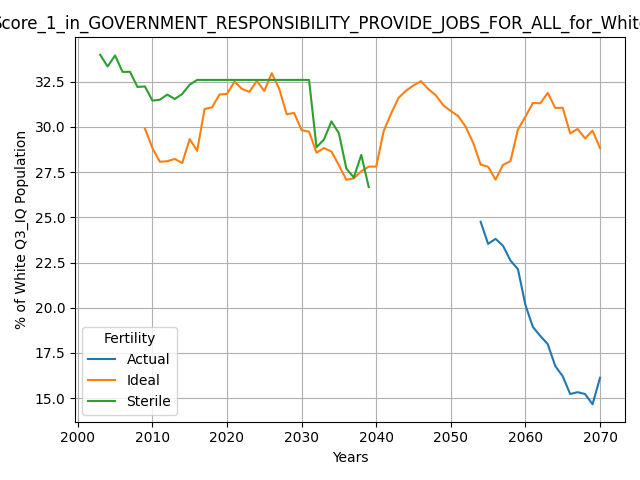 Score_1_in_GOVERNMENT_RESPONSIBILITY_PROVIDE_JOBS_FOR_ALL_for_White
% of White Q3_IQ Population
32.5
30.0
27.5
25.0
22.5
20.0
17.5
15.0
Fertility
Actual
Ideal
Sterile
2000 2010 2020 2030 2040 2050 2060 2070
Years